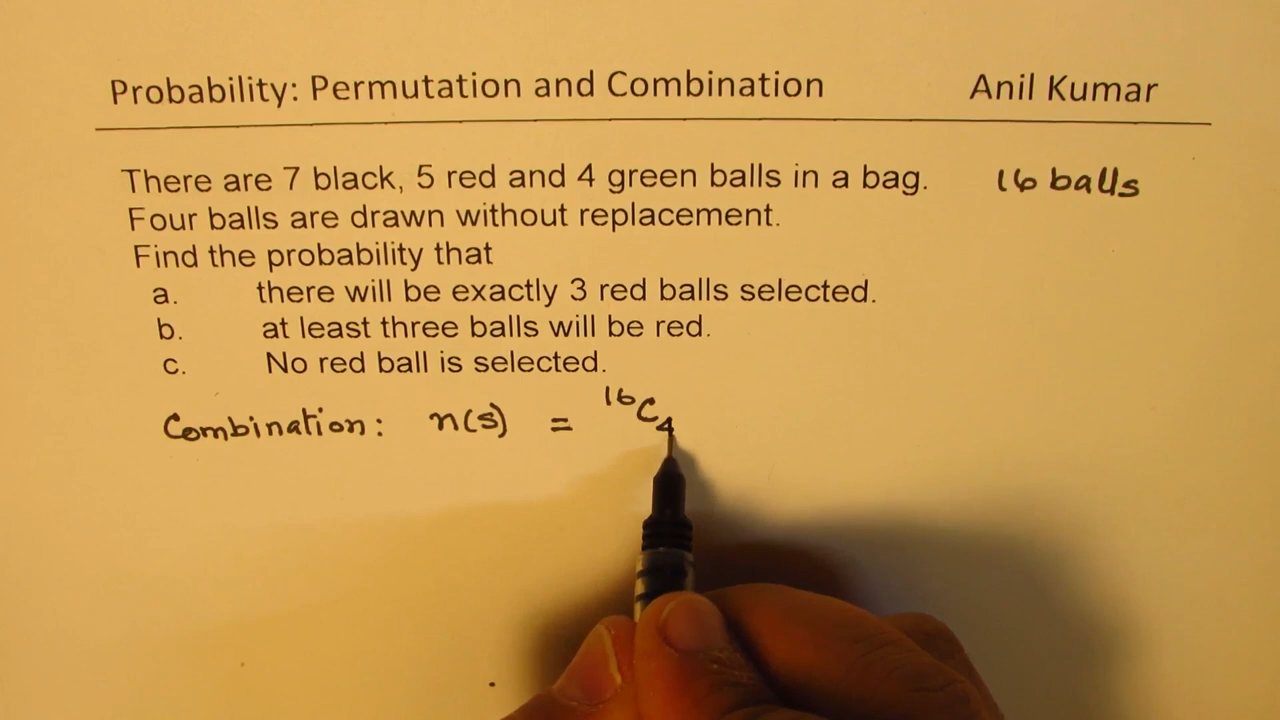 Probability: Permutation and Combination Anil Kumar
There are 7 black, 5 red and 4 green balls in a bag. 16 balls
Four balls are drawn without replacement.
Find the probability that
a. there will be exactly 3 red balls selected.
b. at least three balls will be red.
c. No red ball is selected.
Combination: n(s) = ¹⁶C₄